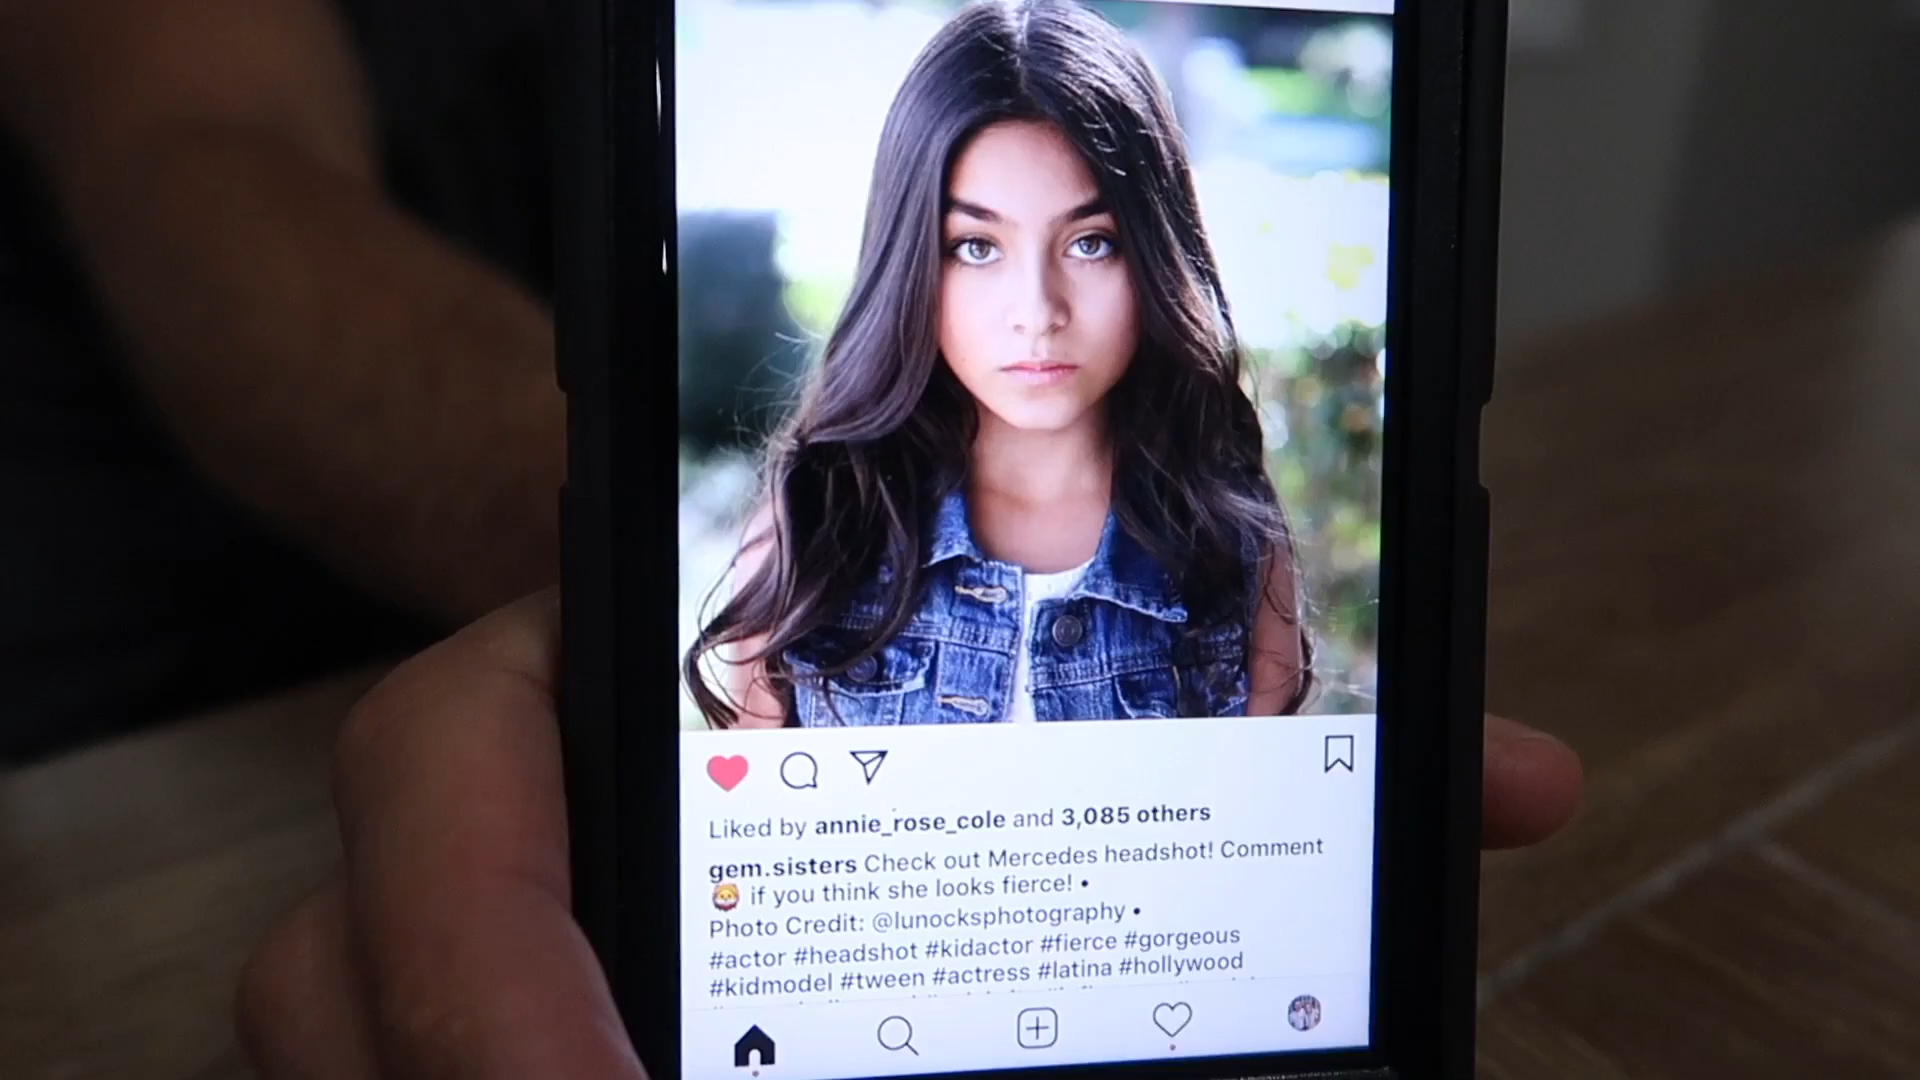 Liked by annie_rose_cole and 3,085 others
gem.sisters Check out Mercedes headshot! Comment
🦁 if you think she looks fierce! •
Photo Credit: @lunocksphotography •
#actor #headshot #kidactor #fierce #gorgeous
#kidmodel #tween #actress #latina #hollywood